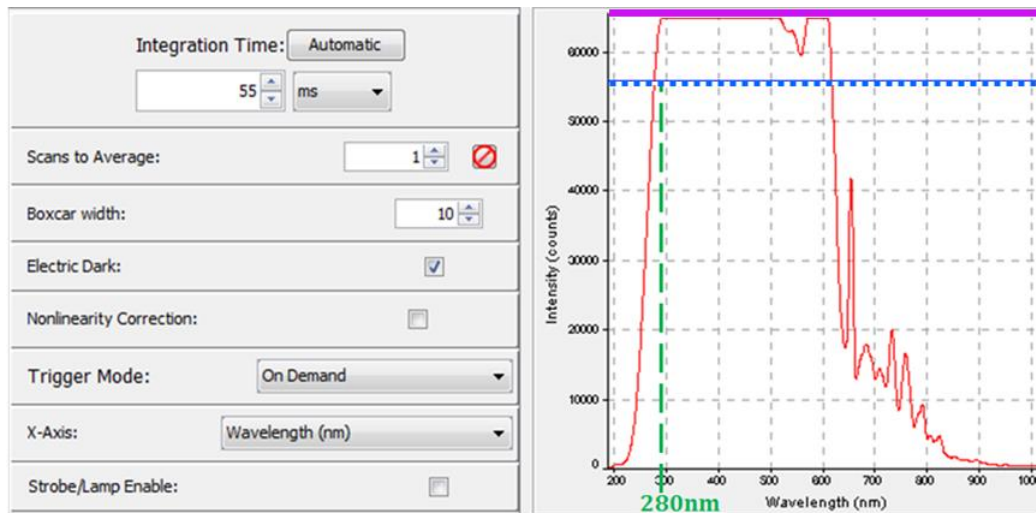 Integration Time: Automatic
55 ms
Scans to Average: 1
Boxcar width: 10
Electric Dark:
Nonlinearity Correction:
Trigger Mode: On Demand
X-Axis: Wavelength (nm)
Strobe/Lamp Enable:
Intensity (counts)
60000
50000
40000
30000
20000
10000
0
200 400 500 600 700 800 900
280nm
Wavelength (nm)